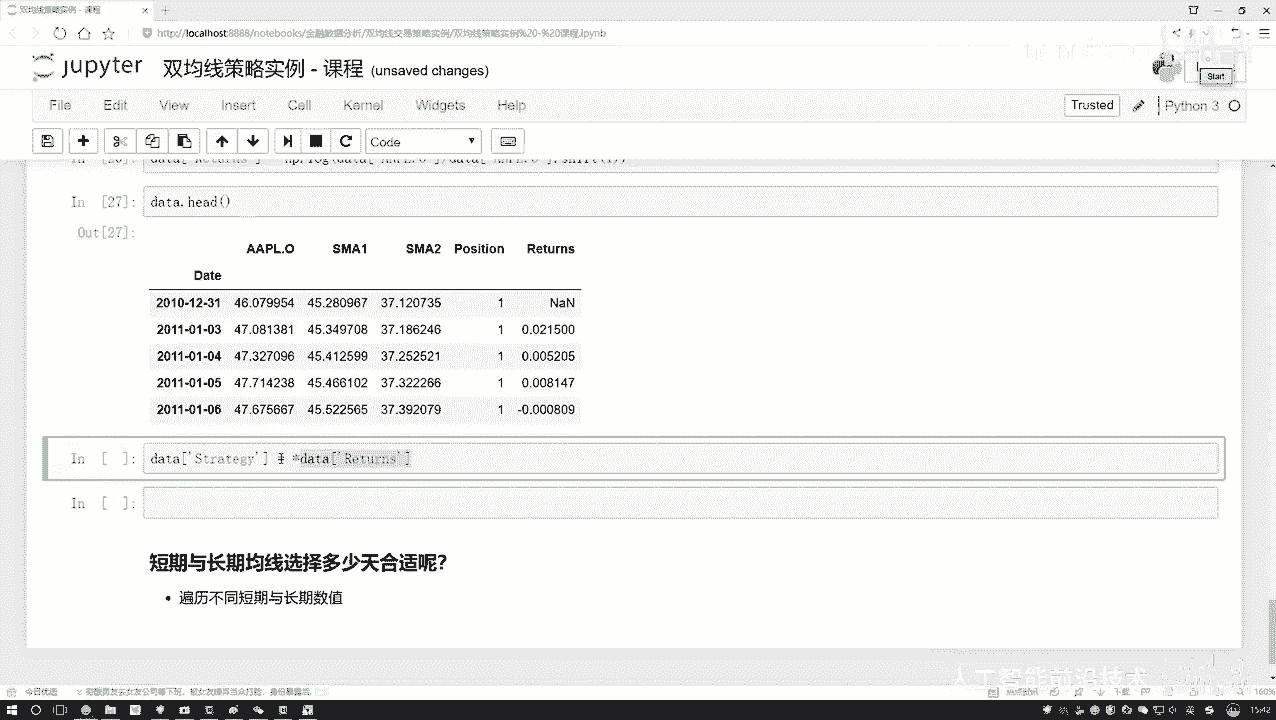 双均线策略实例 - 课程
http://localhost:8888/notebooks/金融数据分析/双均线交易策略实例/双均线策略实例%20-%20课程.ipynb
jupyter 双均线策略实例 - 课程 (unsaved changes)
Start
File Edit View Insert Cell Kernel Widgets Help
Trusted Python 3
Code
In [27]: data.head()
Out[27]:
AAPL.O SMA1 SMA2 Position Returns
Date
2010-12-31 46.079954 45.280967 37.120735 1 NaN
2011-01-03 47.081381 45.349708 37.186246 1 0.021500
2011-01-04 47.327096 45.412599 37.252521 1 0.005205
2011-01-05 47.714238 45.466102 37.322266 1 0.008147
2011-01-06 47.675667 45.522565 37.392079 1 -0.000809
In [ ]: data['Strategy'] = *data['Returns']
In [ ]:
短期与长期均线选择多少天合适呢?
• 遍历不同短期与长期数值
人工智能前沿技术
160%
15:42